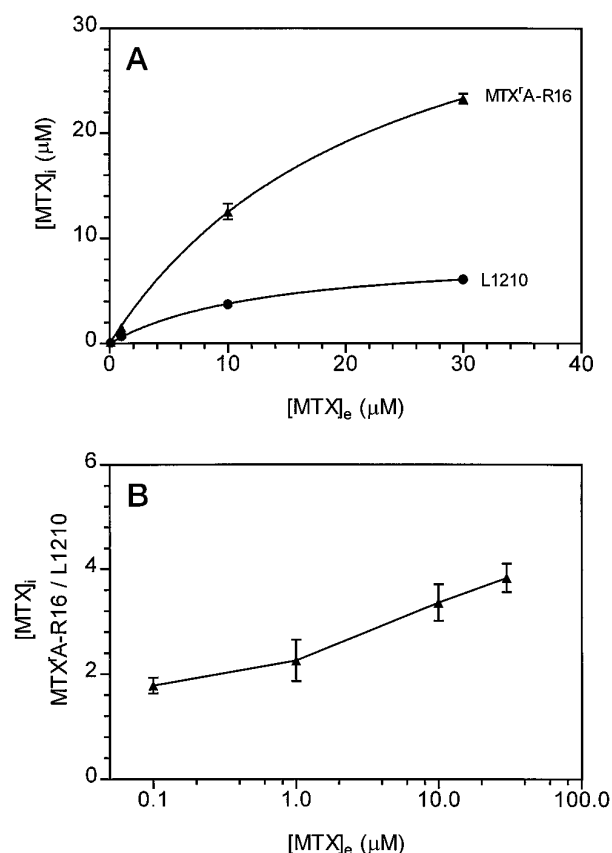 A
30
20
10
0
[MTX]i (μM)
MTXʳA-R16
L1210
0 10 20 30 40
[MTX]e (μM)
B
6
4
2
0
[MTX]i
MTXʳA-R16 / L1210
0.1 1.0 10.0 100.0
[MTX]e (μM)